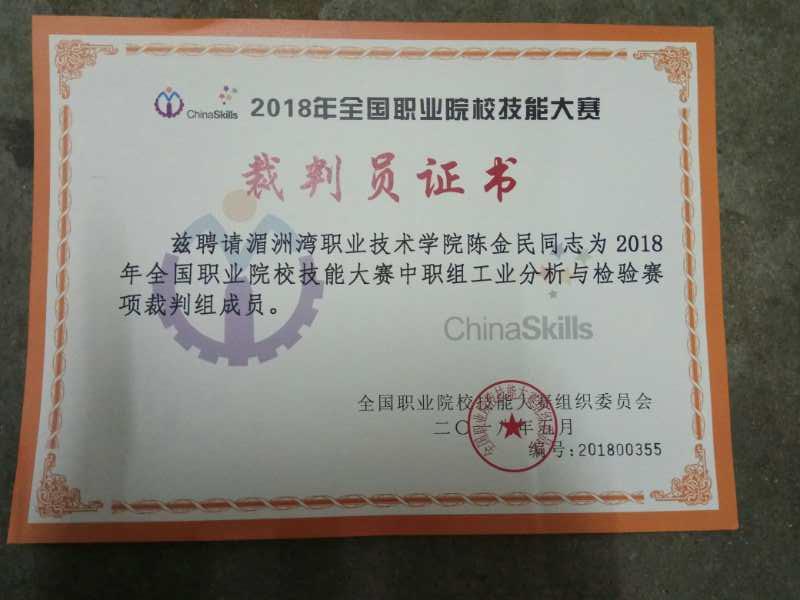 ChinaSkills 2018年全国职业院校技能大赛
裁判员证书
兹聘请湄洲湾职业技术学院陈金民同志为2018
年全国职业院校技能大赛中职组工业分析与检验赛
项裁判组成员。
ChinaSkills
全国职业院校技能大赛组织委员会
二〇一八年五月
编号:201800355